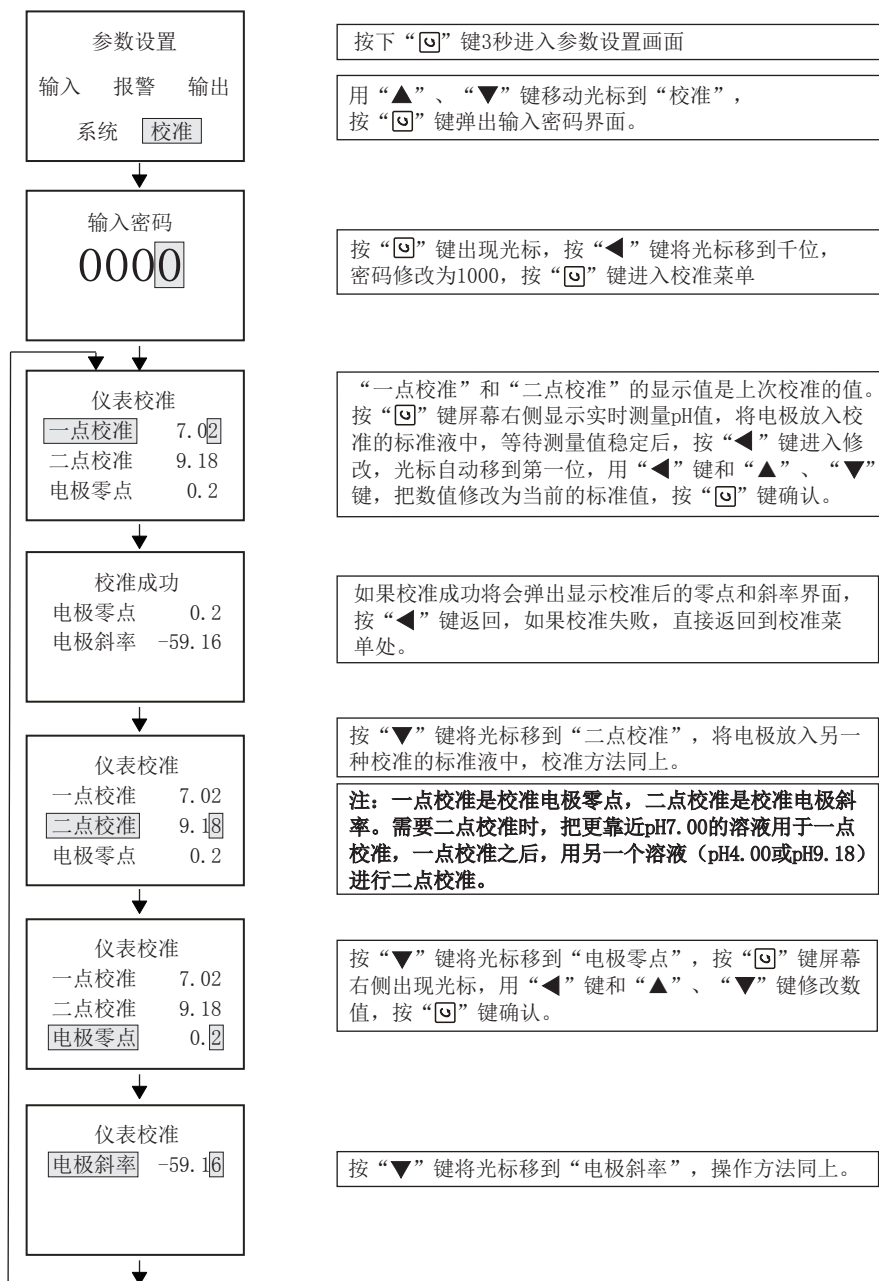 参数设置
输入 报警 输出
系统 校准
按下“”键3秒进入参数设置画面
用“▲”、“▼”键移动光标到“校准”，
按“”键弹出输入密码界面。
输入密码
0000
按“”键出现光标，按“◀”键将光标移到千位，
密码修改为1000，按“”键进入校准菜单
仪表校准
一点校准 7.02
二点校准 9.18
电极零点 0.2
“一点校准”和“二点校准”的显示值是上次校准的值。
按“”键屏幕右侧显示实时测量pH值，将电极放入校
准的标准液中，等待测量值稳定后，按“◀”键进入修
改，光标自动移到第一位，用“◀”键和“▲”、“▼”
键，把数值修改为当前的标准值，按“”键确认。
校准成功
电极零点 0.2
电极斜率 -59.16
如果校准成功将会弹出显示校准后的零点和斜率界面，
按“◀”键返回，如果校准失败，直接返回到校准菜
单处。
仪表校准
一点校准 7.02
二点校准 9.18
电极零点 0.2
按“▼”键将光标移到“二点校准”，将电极放入另一
种校准的标准液中，校准方法同上。
注：一点校准是校准电极零点，二点校准是校准电极斜
率。需要二点校准时，把更靠近pH7.00的溶液用于一点
校准，一点校准之后，用另一个溶液（pH4.00或pH9.18）
进行二点校准。
仪表校准
一点校准 7.02
二点校准 9.18
电极零点 0.2
按“▼”键将光标移到“电极零点”，按“”键屏幕
右侧出现光标，用“◀”键和“▲”、“▼”键修改数
值，按“”键确认。
仪表校准
电极斜率 -59.16
按“▼”键将光标移到“电极斜率”，操作方法同上。